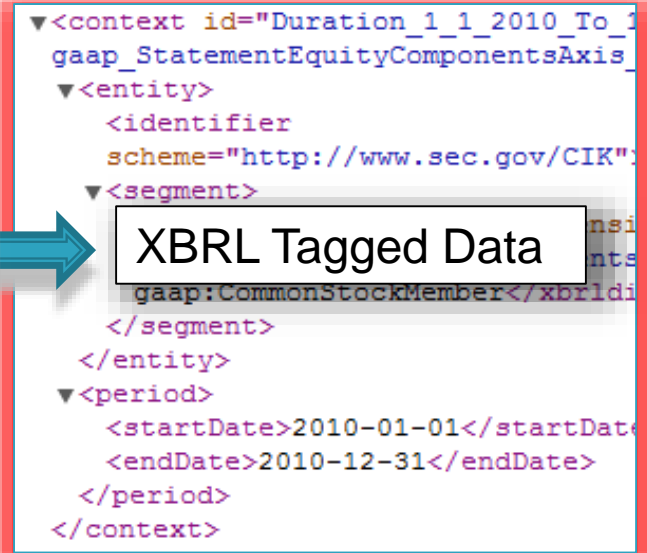 ▼<context id="Duration_1_1_2010_To_1
gaap_StatementEquityComponentsAxis_
▼<entity>
<identifier
scheme="http://www.sec.gov/CIK">
▼<segment>
XBRL Tagged Data
gaap:CommonStockMember</xbrldi
</segment>
</entity>
▼<period>
<startDate>2010-01-01</startDate
<endDate>2010-12-31</endDate>
</period>
</context>